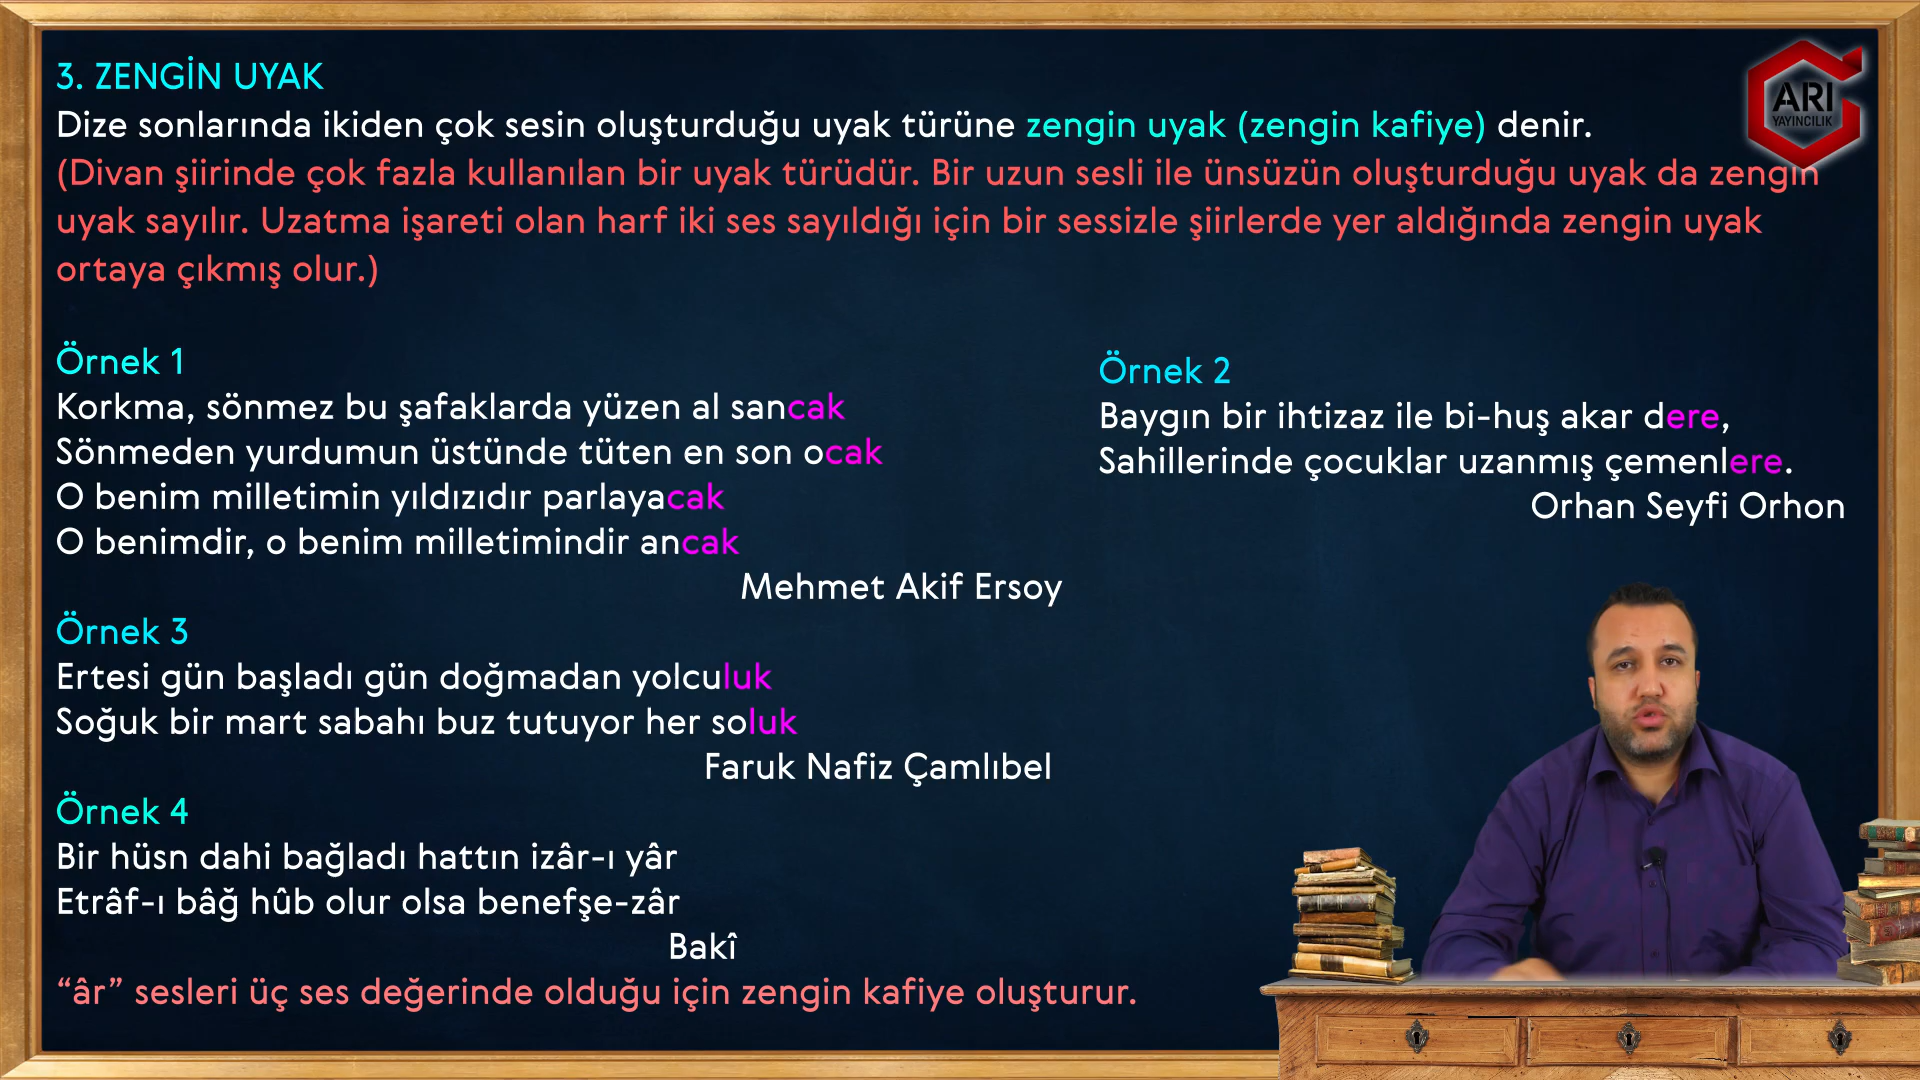 3. ZENGİN UYAK
Dize sonlarında ikiden çok sesin oluşturduğu uyak türüne zengin uyak (zengin kafiye) denir.
(Divan şiirinde çok fazla kullanılan bir uyak türüdür. Bir uzun sesli ile ünsüzün oluşturduğu uyak da zengin
uyak sayılır. Uzatma işareti olan harf iki ses sayıldığı için bir sessizle şiirlerde yer aldığında zengin uyak
ortaya çıkmış olur.)
ARI
YAYINCILIK
Örnek 1
Korkma, sönmez bu şafaklarda yüzen al sancak
Sönmeden yurdumun üstünde tüten en son ocak
O benim milletimin yıldızıdır parlayacak
O benimdir, o benim milletimindir ancak
Mehmet Akif Ersoy
Örnek 2
Baygın bir ihtizaz ile bi-huş akar dere,
Sahillerinde çocuklar uzanmış çemenlere.
Orhan Seyfi Orhon
Örnek 3
Ertesi gün başladı gün doğmadan yolculuk
Soğuk bir mart sabahı buz tutuyor her soluk
Faruk Nafiz Çamlıbel
Örnek 4
Bir hüsn dahi bağladı hattın izâr-ı yâr
Etrâf-ı bâğ hûb olur olsa benefşe-zâr
Bakî
“âr” sesleri üç ses değerinde olduğu için zengin kafiye oluşturur.